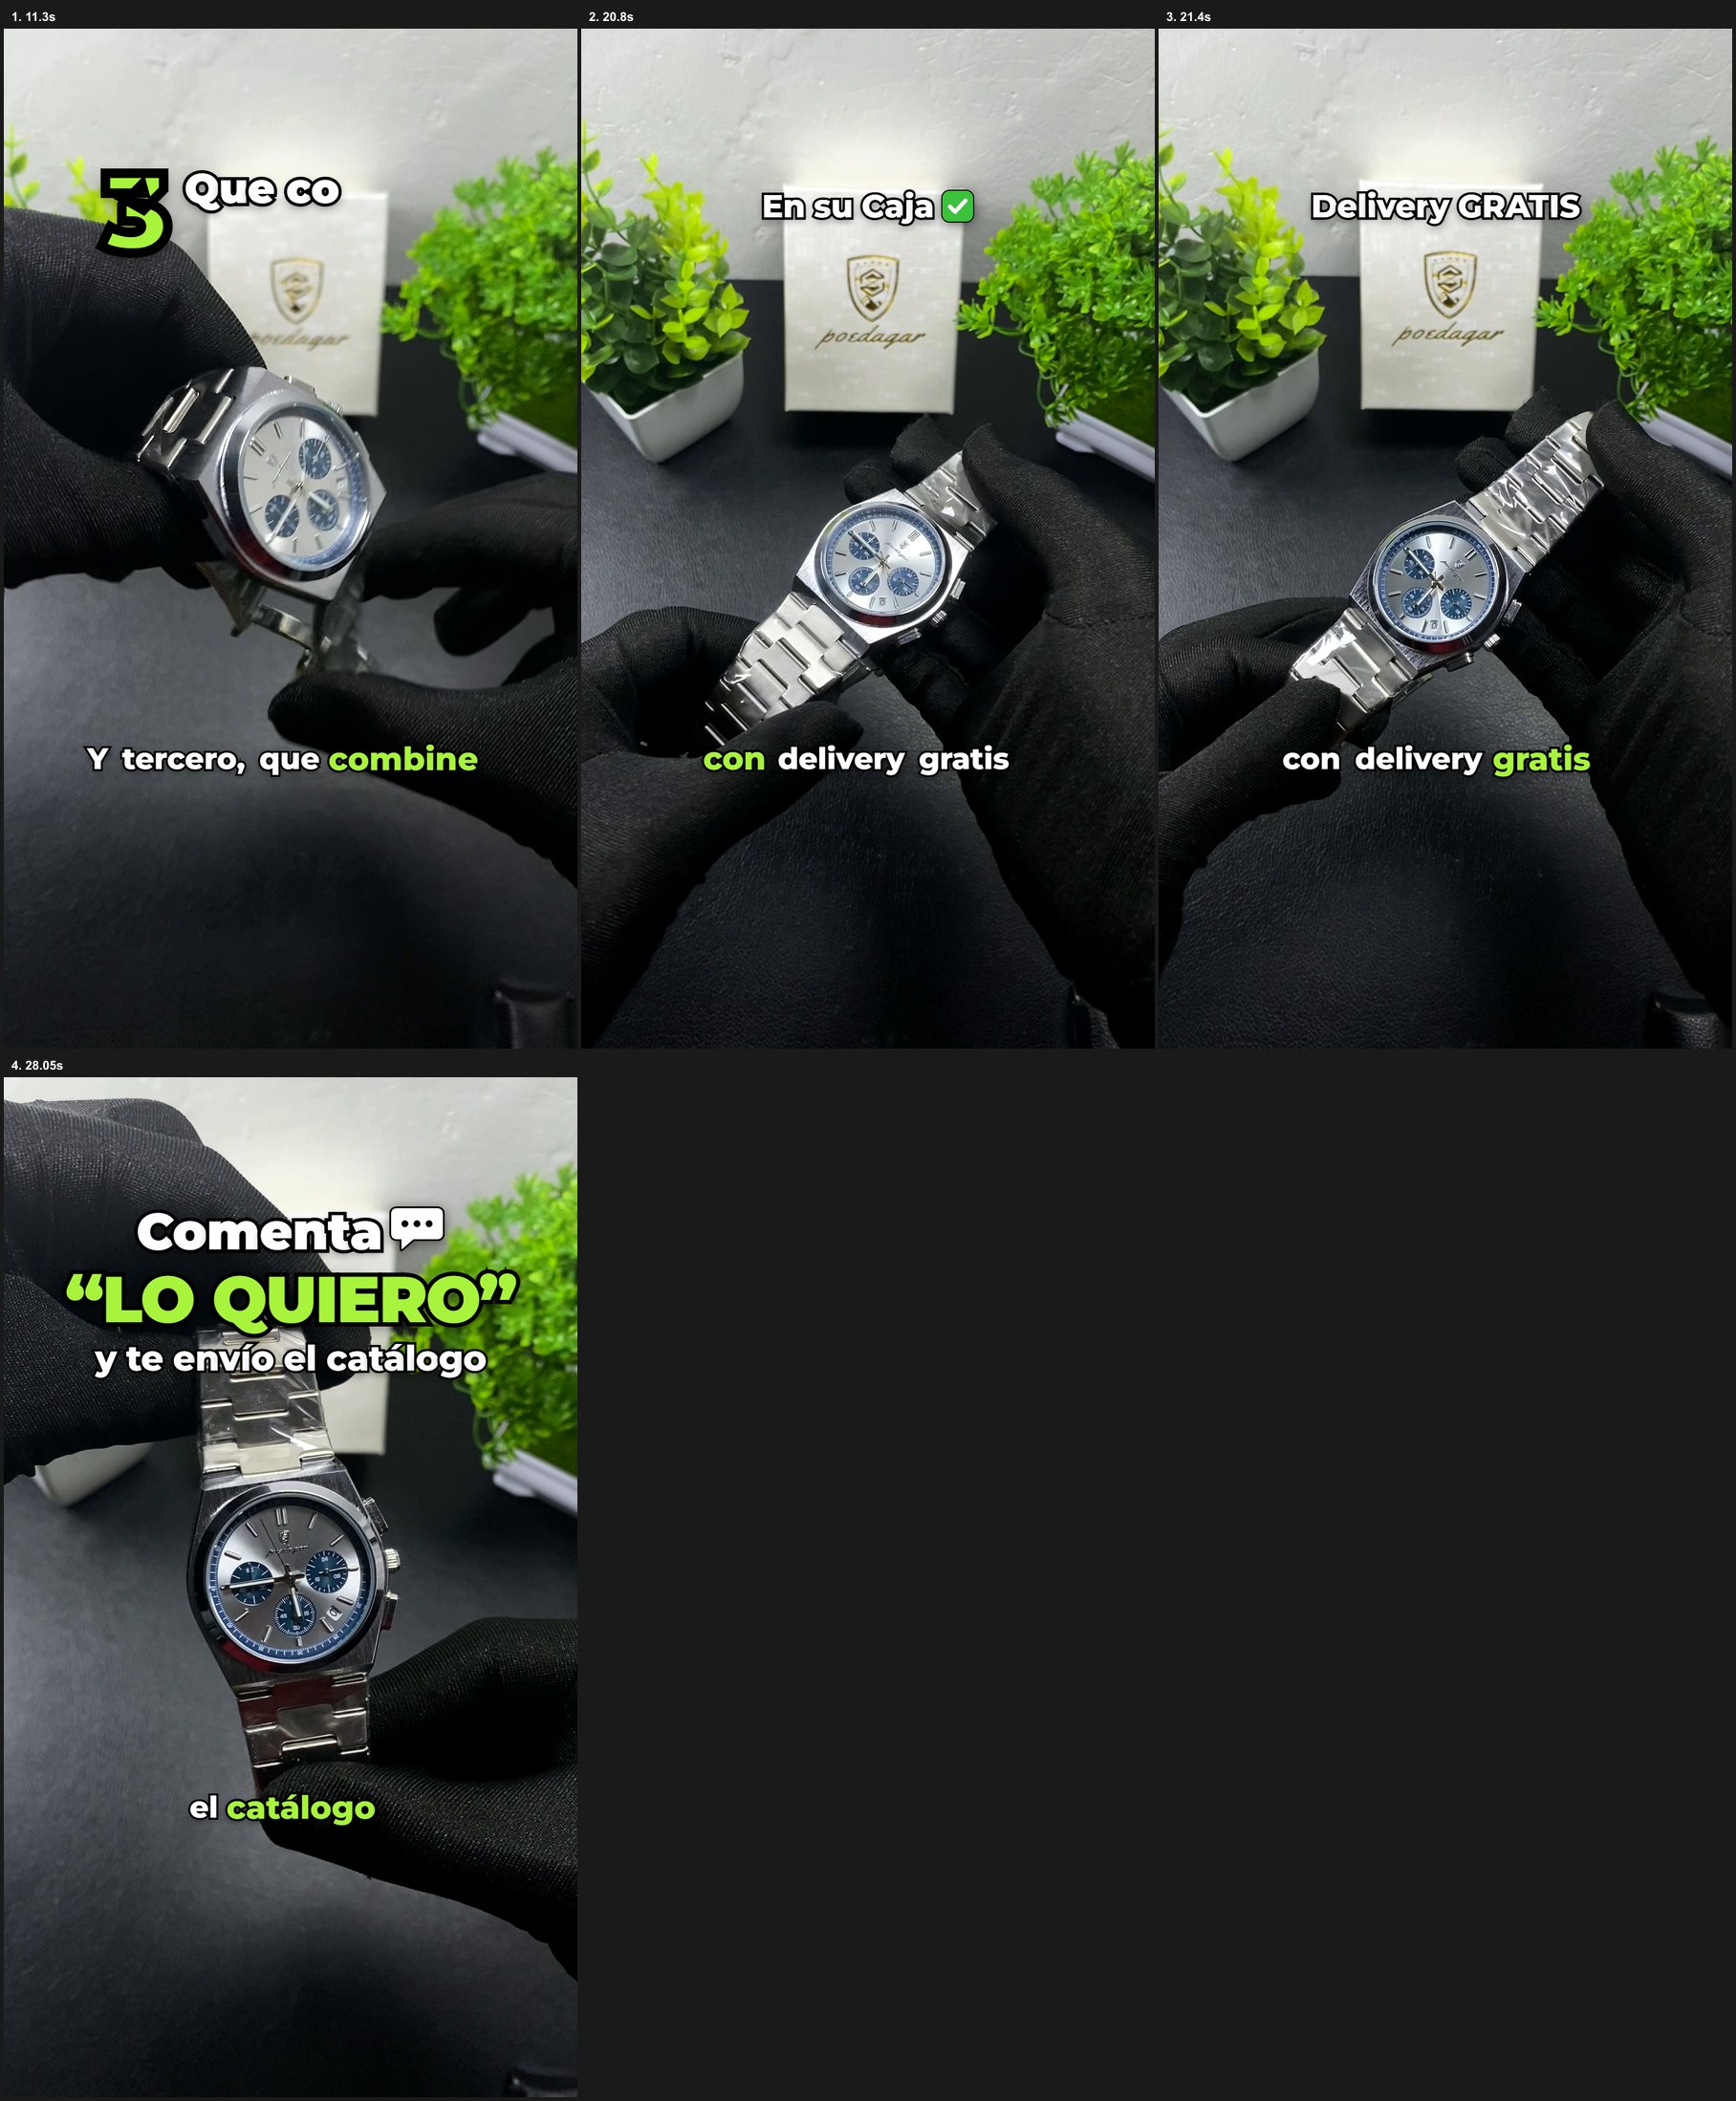 1. 11.3s
3 Que co
poedagar
Y tercero, que combine
2. 20.8s
En su Caja ✅
poedagar
con delivery gratis
3. 21.4s
Delivery GRATIS
poedagar
con delivery gratis
4. 28.05s
Comenta 💬
“LO QUIERO”
y te envío el catálogo
el catálogo